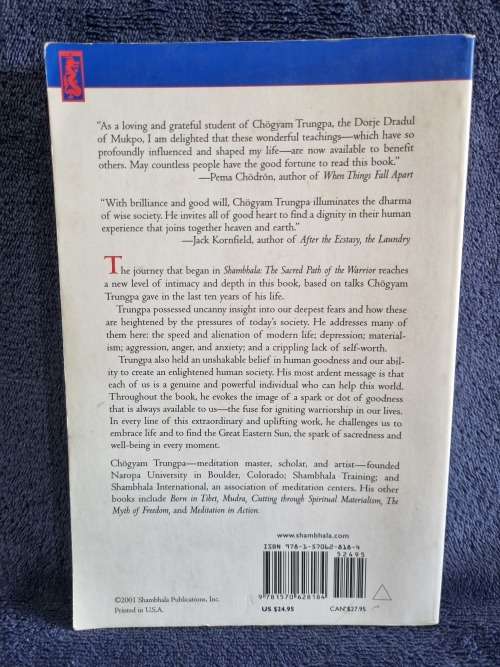 “As a loving and grateful student of Chögyam Trungpa, the Dorje Dradul
of Mukpo, I am delighted that these wonderful teachings—which have so
profoundly influenced and shaped my life—are now available to benefit
others. May countless people have the good fortune to read this book.”
—Pema Chödrön, author of When Things Fall Apart
“With brilliance and good will, Chögyam Trungpa illuminates the dharma
of wise society. He invites all of good heart to find a dignity in their human
experience that joins together heaven and earth.”
—Jack Kornfield, author of After the Ecstasy, the Laundry
The journey that began in Shambhala: The Sacred Path of the Warrior reaches
a new level of intimacy and depth in this book, based on talks Chögyam
Trungpa gave in the last ten years of his life.
Trungpa possessed uncanny insight into our deepest fears and how these
are heightened by the pressures of today’s society. He addresses many of
them here: the speed and alienation of modern life; depression; material-
ism; aggression, anger, and anxiety; and a crippling lack of self-worth.
Trungpa also held an unshakable belief in human goodness and our abil-
ity to create an enlightened human society. His most ardent message is that
each of us is a genuine and powerful individual who can help this world.
Throughout the book, he evokes the image of a spark or dot of goodness
that is always available to us—the fuse for igniting warriorship in our lives.
In every line of this extraordinary and uplifting work, he challenges us to
embrace life and to find the Great Eastern Sun, the spark of sacredness and
well-being in every moment.
Chögyam Trungpa—meditation master, scholar, and artist—founded
Naropa University in Boulder, Colorado; Shambhala Training; and
Shambhala International, an association of meditation centers. His other
books include Born in Tibet, Mudra, Cutting through Spiritual Materialism, The
Myth of Freedom, and Meditation in Action.
www.shambhala.com
ISBN 978-1-57062-818-4
52495
9781570628184
©2001 Shambhala Publications, Inc.
Printed in U.S.A.
US $24.95
CAN $27.95